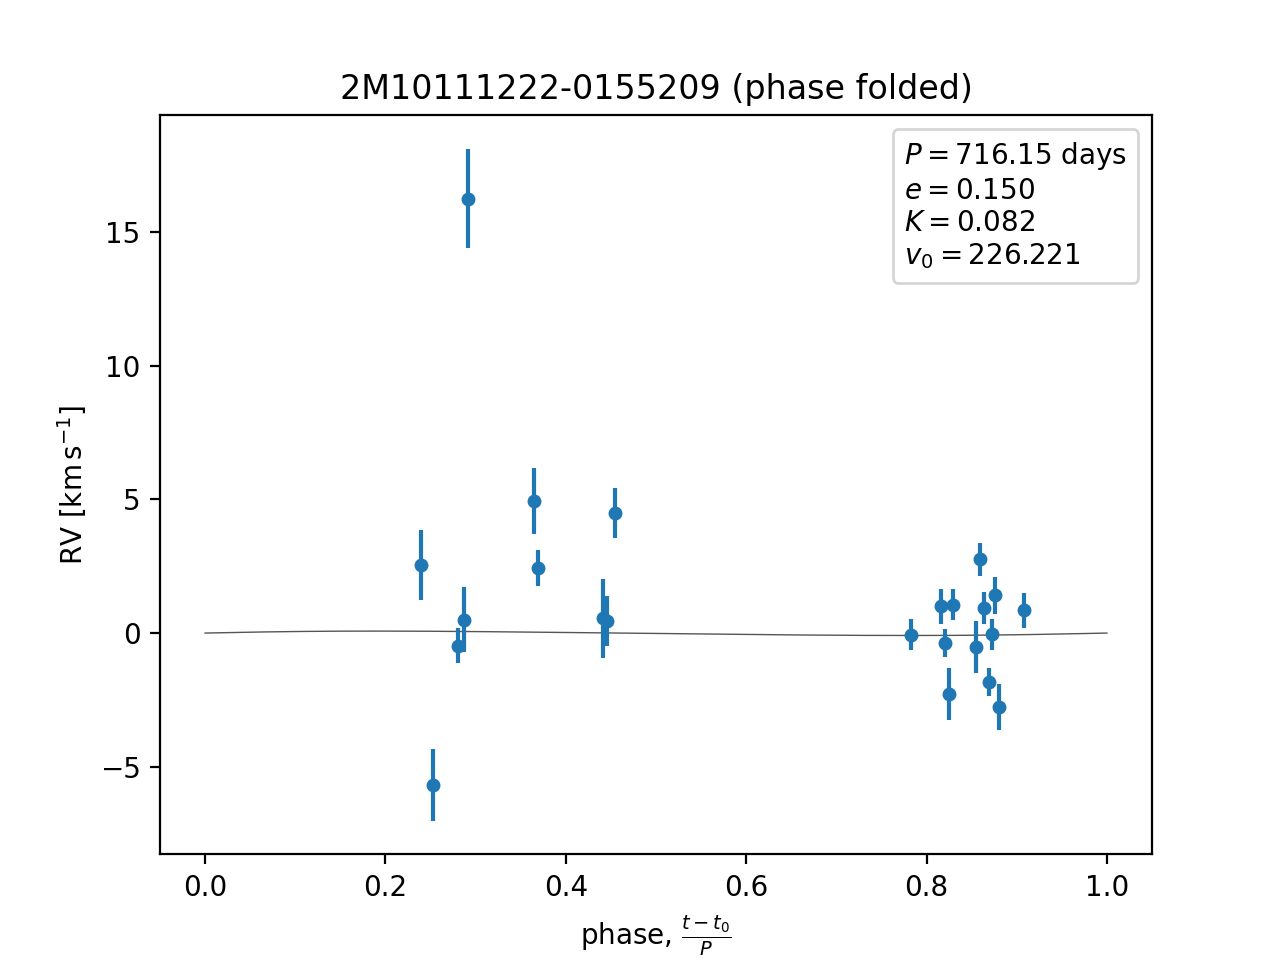 2M10111222-0155209 (phase folded)
P = 716.15 days
e = 0.150
K = 0.082
v₀ = 226.221
15
10
5
0
−5
RV [km s⁻¹]
0.0 0.2 0.4 0.6 0.8 1.0
phase, (t − t₀)/P